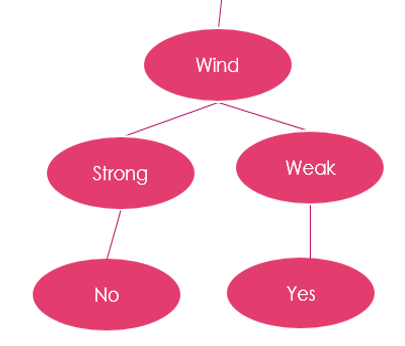 Wind
Strong
Weak
No
Yes